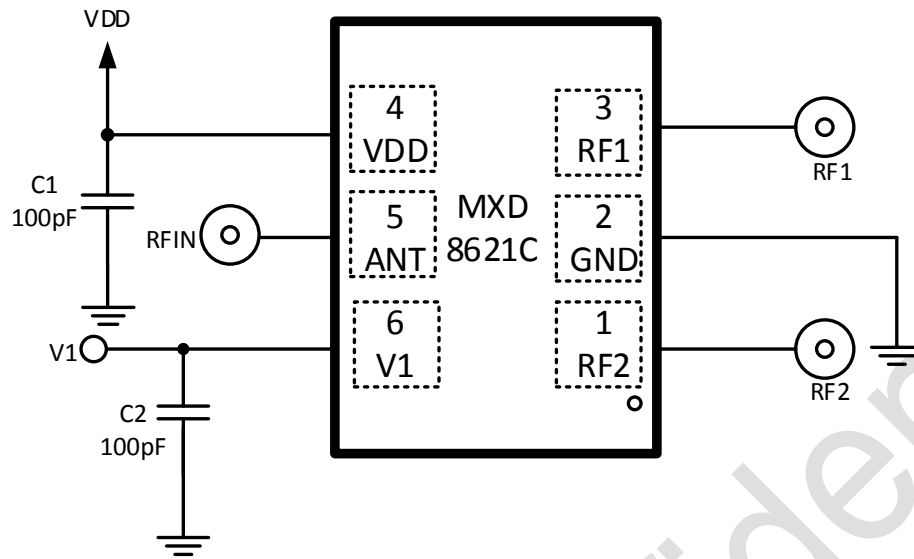 VDD
4
VDD
3
RF1
RF1
C1
100pF
RFIN
5
ANT
MXD
8621C
2
GND
V1
6
V1
1
RF2
RF2
C2
100pF